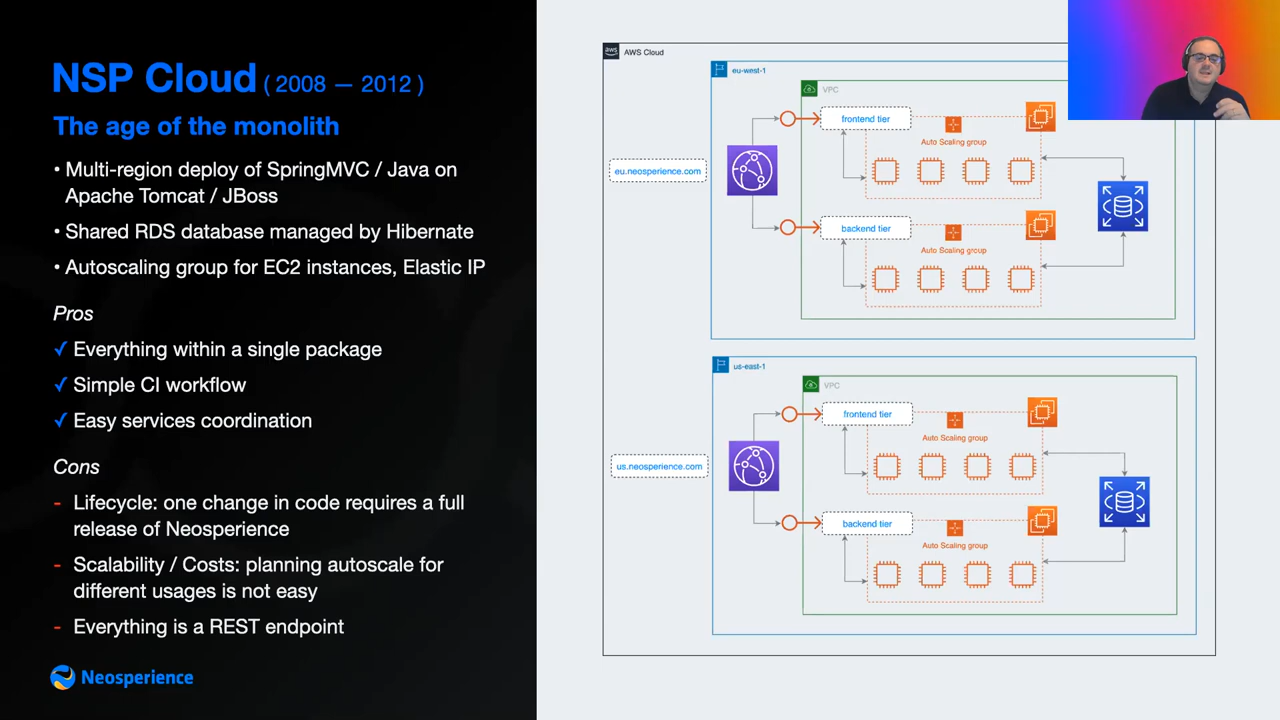 NSP Cloud ( 2008 — 2012 )
The age of the monolith
• Multi-region deploy of SpringMVC / Java on
Apache Tomcat / JBoss
• Shared RDS database managed by Hibernate
• Autoscaling group for EC2 instances, Elastic IP
Pros
✓ Everything within a single package
✓ Simple CI workflow
✓ Easy services coordination
Cons
- Lifecycle: one change in code requires a full
release of Neosperience
- Scalability / Costs: planning autoscale for
different usages is not easy
- Everything is a REST endpoint
Neosperience
aws AWS Cloud
eu-west-1
VPC
frontend tier
Auto Scaling group
eu.neosperience.com
backend tier
Auto Scaling group
us-east-1
VPC
frontend tier
Auto Scaling group
us.neosperience.com
backend tier
Auto Scaling group